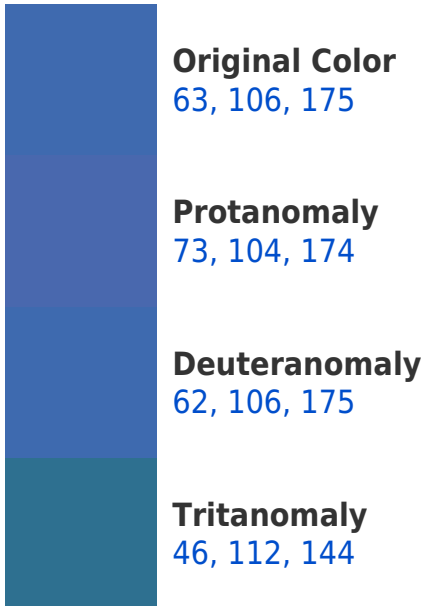 Original Color
63, 106, 175
Protanomaly
73, 104, 174
Deuteranomaly
62, 106, 175
Tritanomaly
46, 112, 144